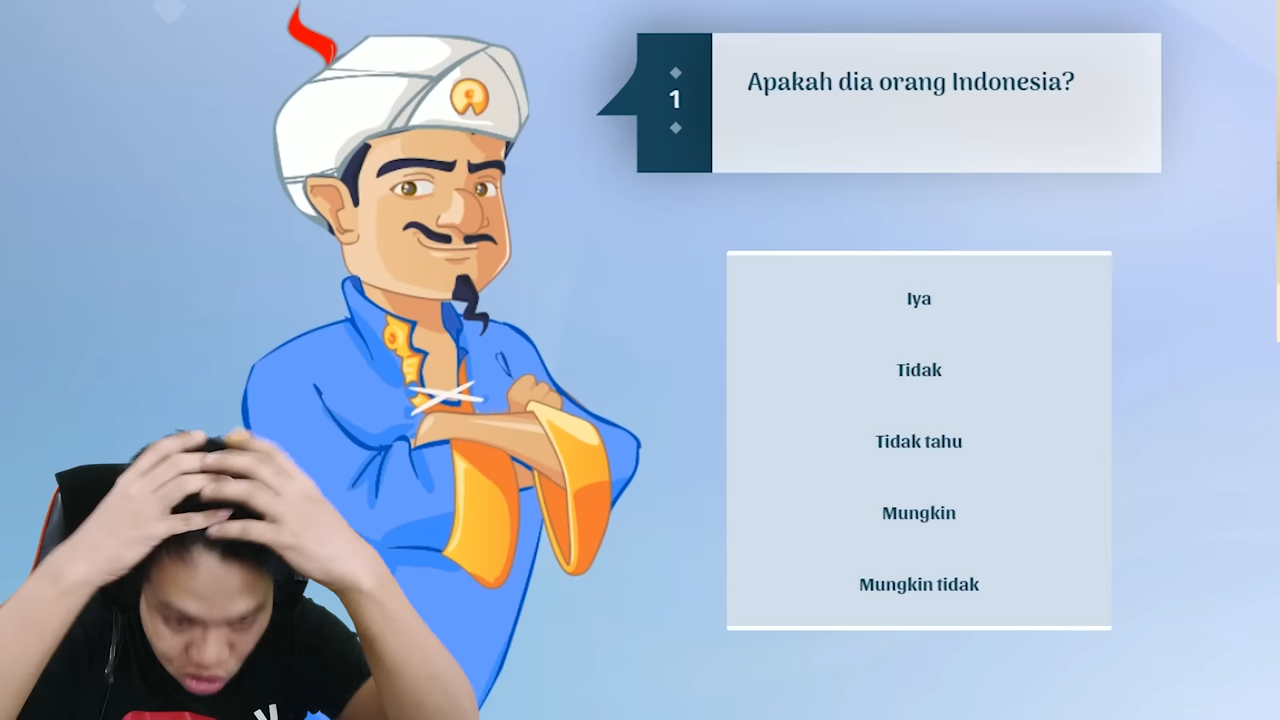 1
Apakah dia orang Indonesia?
Iya
Tidak
Tidak tahu
Mungkin
Mungkin tidak